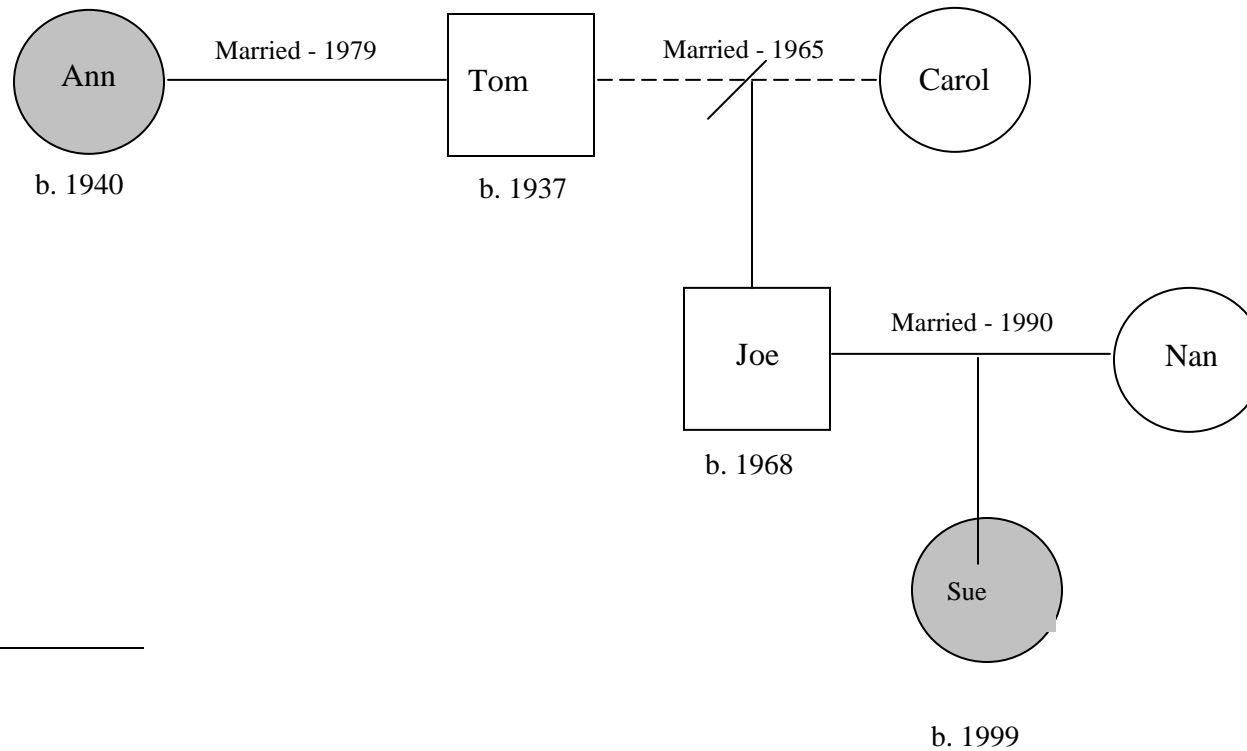 Married - 1979
Married - 1965
Ann
Tom
Carol
b. 1940
b. 1937
Married - 1990
Joe
Nan
b. 1968
Sue
b. 1999